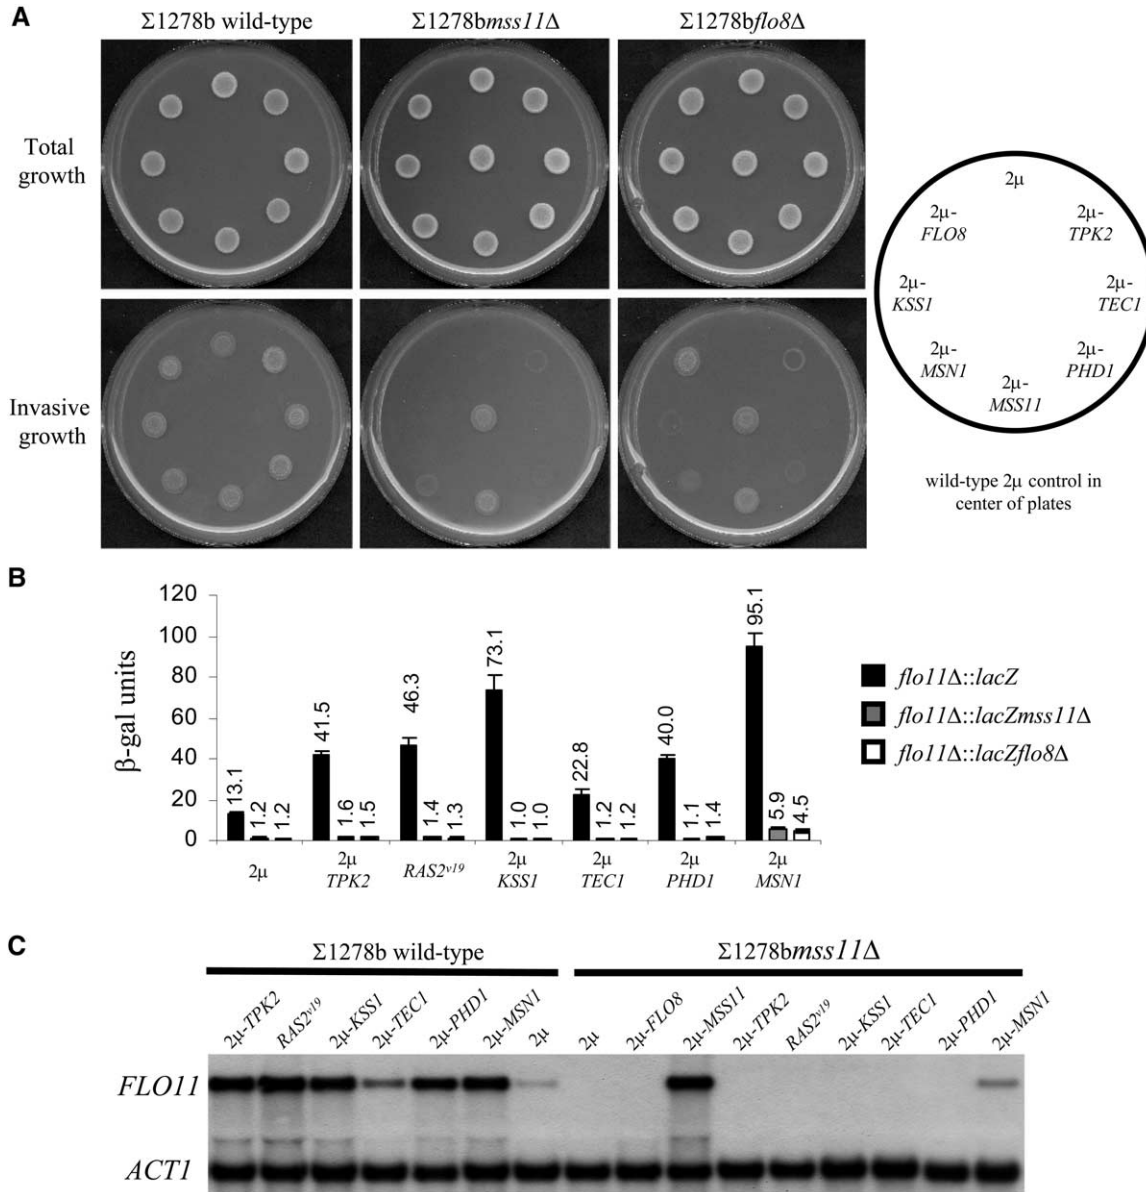 A
Σ1278b wild-type
Σ1278bmss11Δ
Σ1278bflo8Δ
Total
growth
Invasive
growth
2μ
2μ-
FLO8
2μ-
TPK2
2μ-
KSS1
2μ-
TEC1
2μ-
MSN1
2μ-
PHD1
2μ-
MSS11
wild-type 2μ control in
center of plates
B
β-gal units
120
100
80
60
40
20
0
13.1
1.2
1.2
41.5
1.6
1.5
46.3
1.4
1.3
73.1
1.0
1.0
22.8
1.2
1.2
40.0
1.1
1.4
95.1
5.9
4.5
2μ
2μ
TPK2
RAS2v19
2μ
KSS1
2μ
TEC1
2μ
PHD1
2μ
MSN1
flo11Δ::lacZ
flo11Δ::lacZmss11Δ
flo11Δ::lacZflo8Δ
C
Σ1278b wild-type
Σ1278bmss11Δ
2μ-TPK2
RAS2v19
2μ-KSS1
2μ-TEC1
2μ-PHD1
2μ-MSN1
2μ
2μ
2μ-FLO8
2μ-MSS11
2μ-TPK2
RAS2v19
2μ-KSS1
2μ-TEC1
2μ-PHD1
2μ-MSN1
FLO11
ACT1